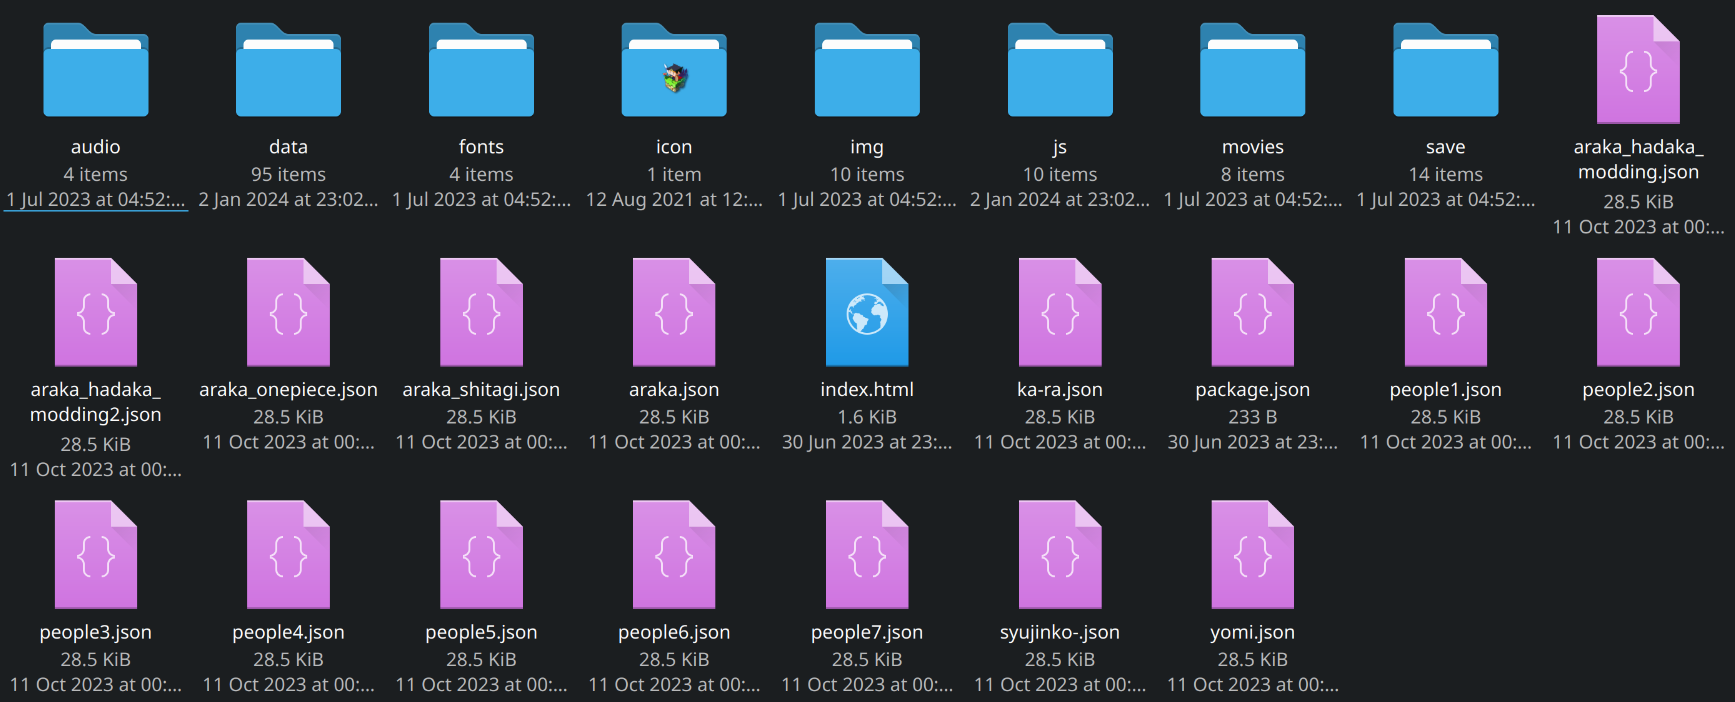 audio
4 items
1 Jul 2023 at 04:52:...
data
95 items
2 Jan 2024 at 23:02...
fonts
4 items
1 Jul 2023 at 04:52:...
icon
1 item
12 Aug 2021 at 12:...
img
10 items
1 Jul 2023 at 04:52:...
js
10 items
2 Jan 2024 at 23:02...
movies
8 items
1 Jul 2023 at 04:52:...
save
14 items
1 Jul 2023 at 04:52:...
araka_hadaka_
modding.json
28.5 KiB
11 Oct 2023 at 00:...
araka_hadaka_
modding2.json
28.5 KiB
11 Oct 2023 at 00:...
araka_onepiece.json
28.5 KiB
11 Oct 2023 at 00:...
araka_shitagi.json
28.5 KiB
11 Oct 2023 at 00:...
araka.json
28.5 KiB
11 Oct 2023 at 00:...
index.html
1.6 KiB
30 Jun 2023 at 23:...
ka-ra.json
28.5 KiB
11 Oct 2023 at 00:...
package.json
233 B
30 Jun 2023 at 23:...
people1.json
28.5 KiB
11 Oct 2023 at 00:...
people2.json
28.5 KiB
11 Oct 2023 at 00:...
people3.json
28.5 KiB
11 Oct 2023 at 00:...
people4.json
28.5 KiB
11 Oct 2023 at 00:...
people5.json
28.5 KiB
11 Oct 2023 at 00:...
people6.json
28.5 KiB
11 Oct 2023 at 00:...
people7.json
28.5 KiB
11 Oct 2023 at 00:...
syujinko-.json
28.5 KiB
11 Oct 2023 at 00:...
yomi.json
28.5 KiB
11 Oct 2023 at 00:...